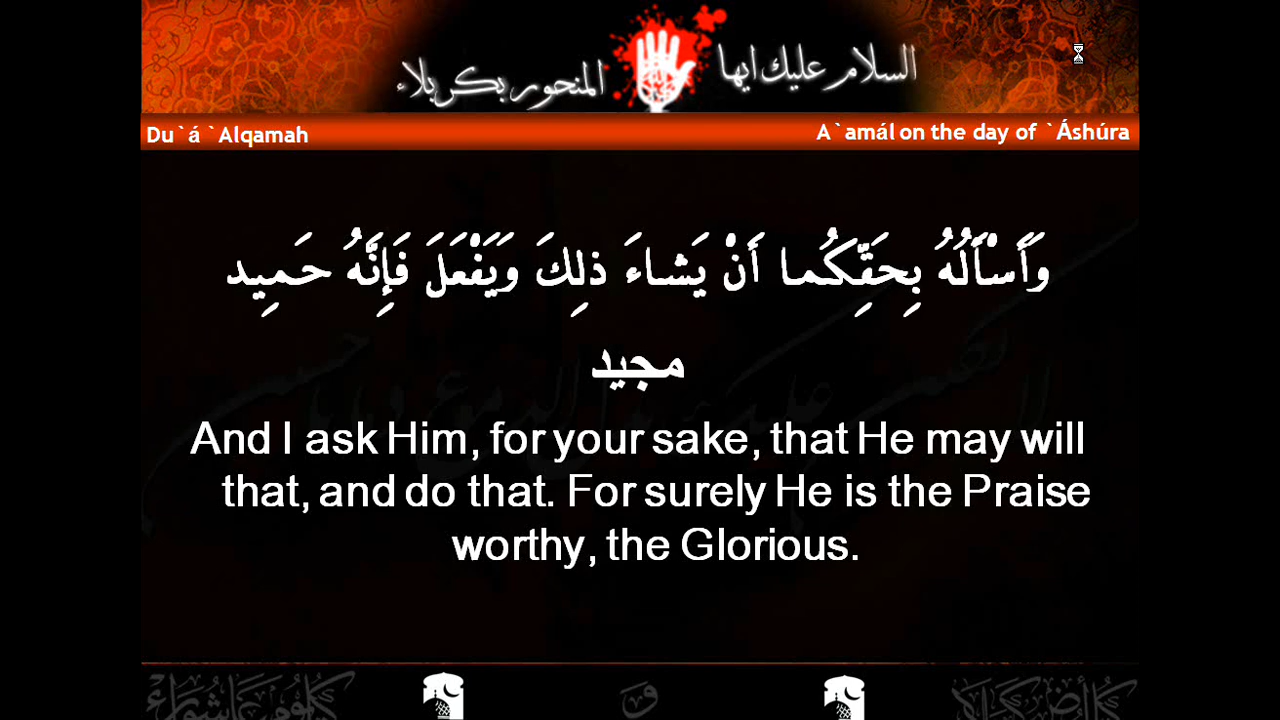 السلام عليك ايها
المنحور بكربلاء
Du`á `Alqamah
A`amál on the day of `Áshúra
وَأَسْأَلُهُ بِحَقِّكُما أَنْ يَشاءَ ذلِكَ وَيَفْعَلَ فَإِنَّهُ حَمِيد
مجيد
And I ask Him, for your sake, that He may will
that, and do that. For surely He is the Praise
worthy, the Glorious.